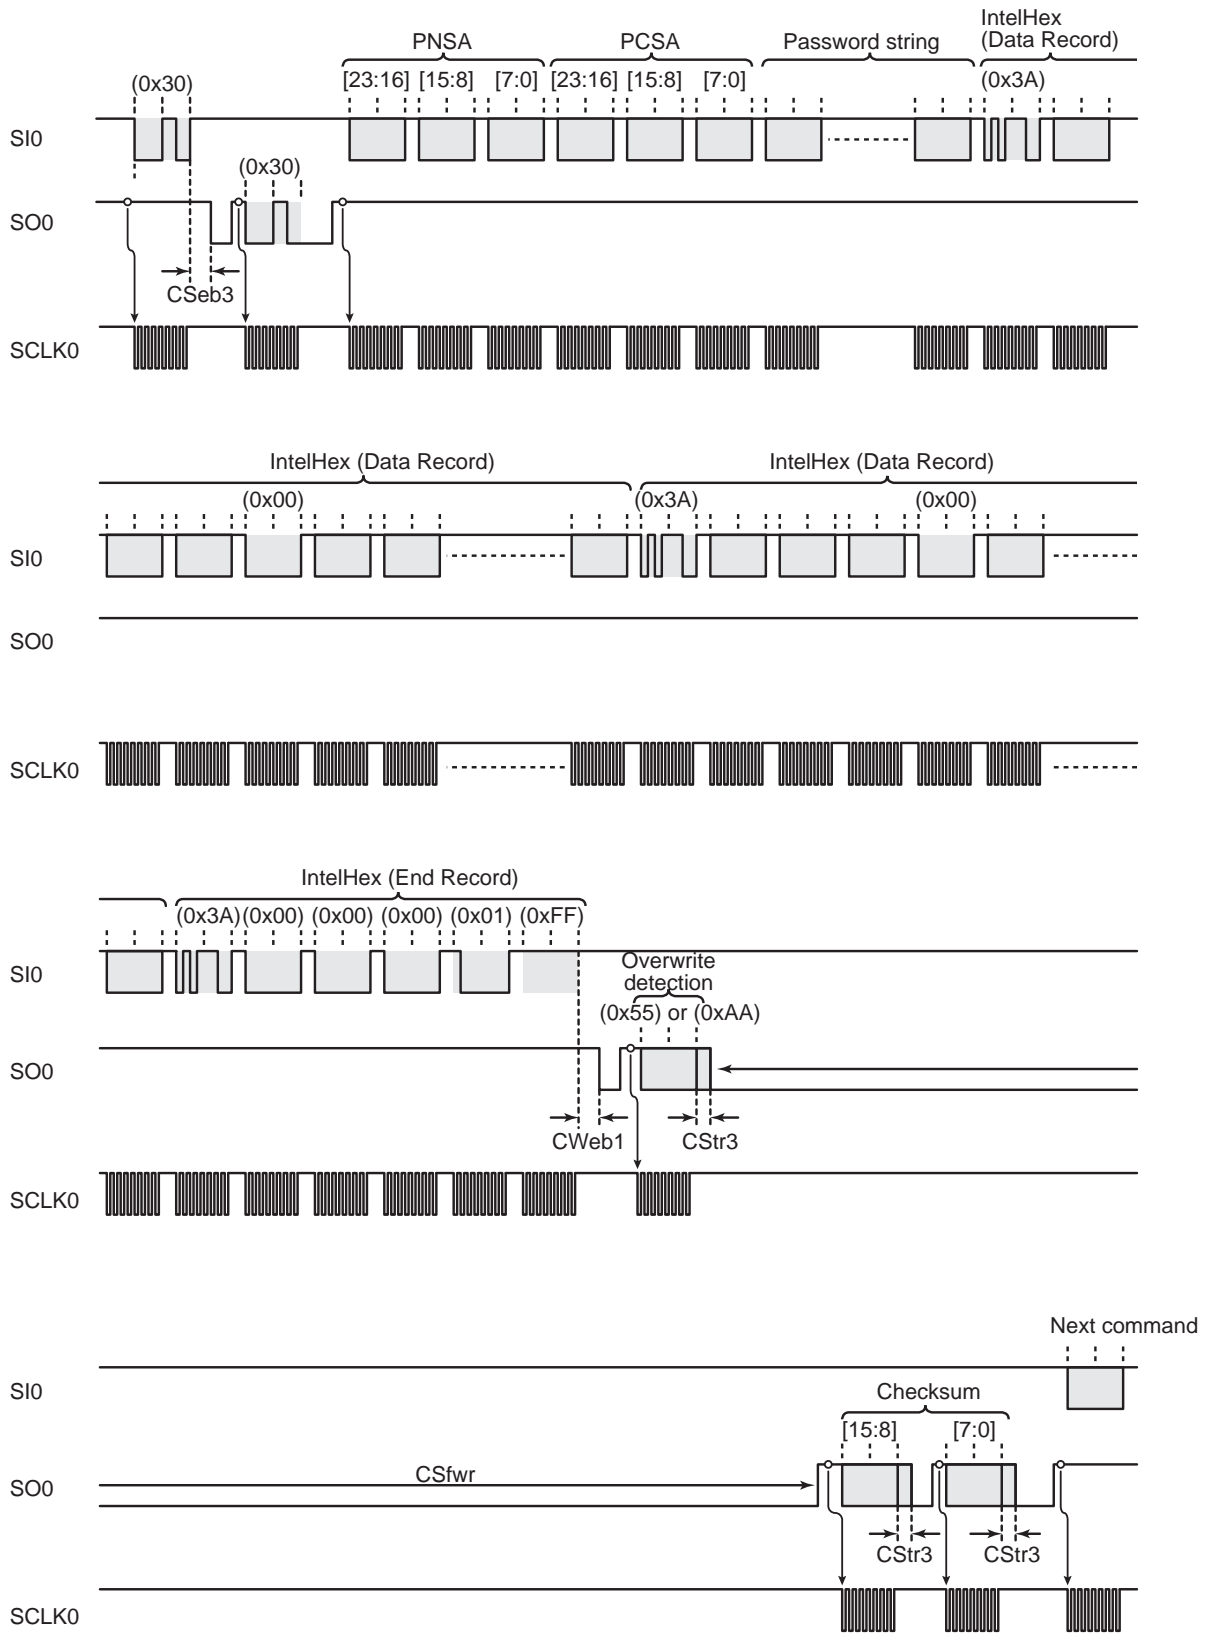 IntelHex
(Data Record)
PNSA
PCSA
Password string
(0x30)
[23:16]
[15:8]
[7:0]
[23:16]
[15:8]
[7:0]
(0x3A)
SI0
(0x30)
SO0
CSeb3
SCLK0
IntelHex (Data Record)
IntelHex (Data Record)
(0x00)
(0x3A)
(0x00)
SI0
SO0
SCLK0
IntelHex (End Record)
(0x3A)
(0x00)
(0x00)
(0x00)
(0x01)
(0xFF)
SI0
Overwrite
detection
(0x55) or (0xAA)
SO0
CWeb1
CStr3
SCLK0
Next command
SI0
Checksum
[15:8]
[7:0]
CSfwr
SO0
CStr3
CStr3
SCLK0